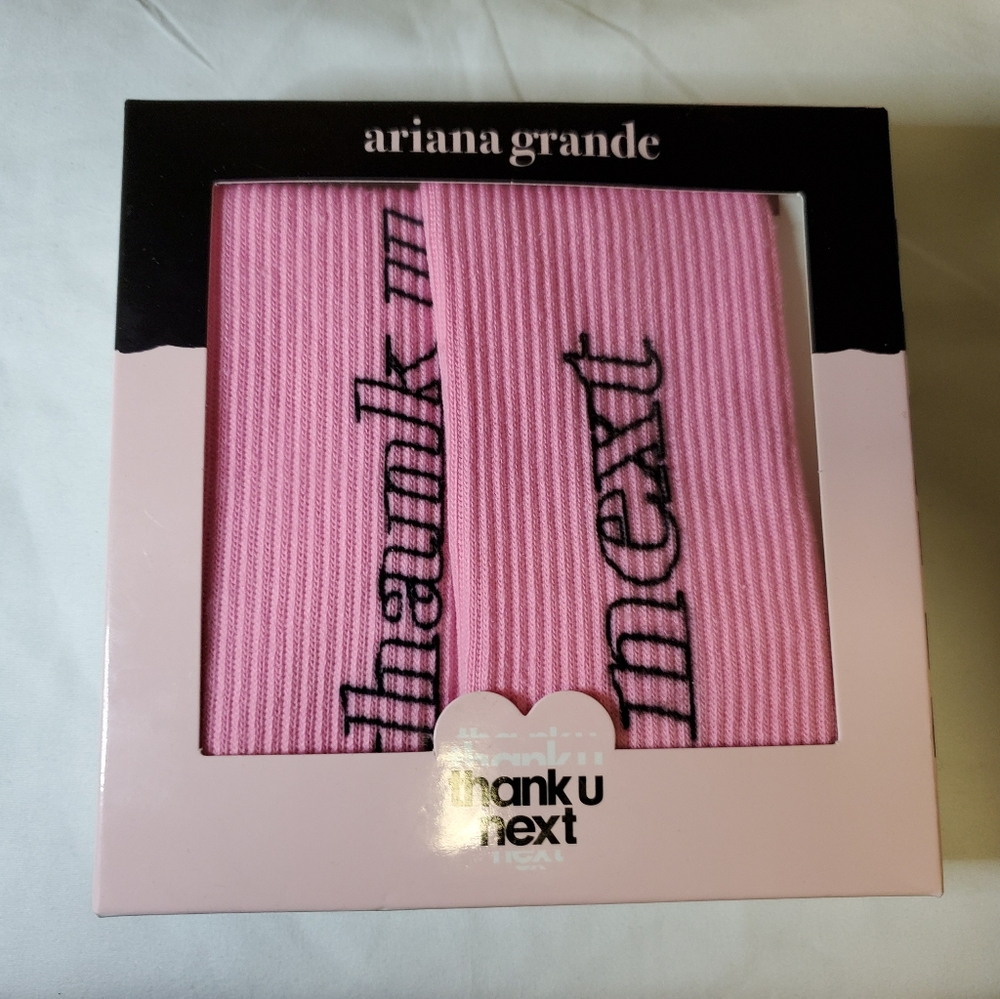 ariana grande
thank
next
thank u
next